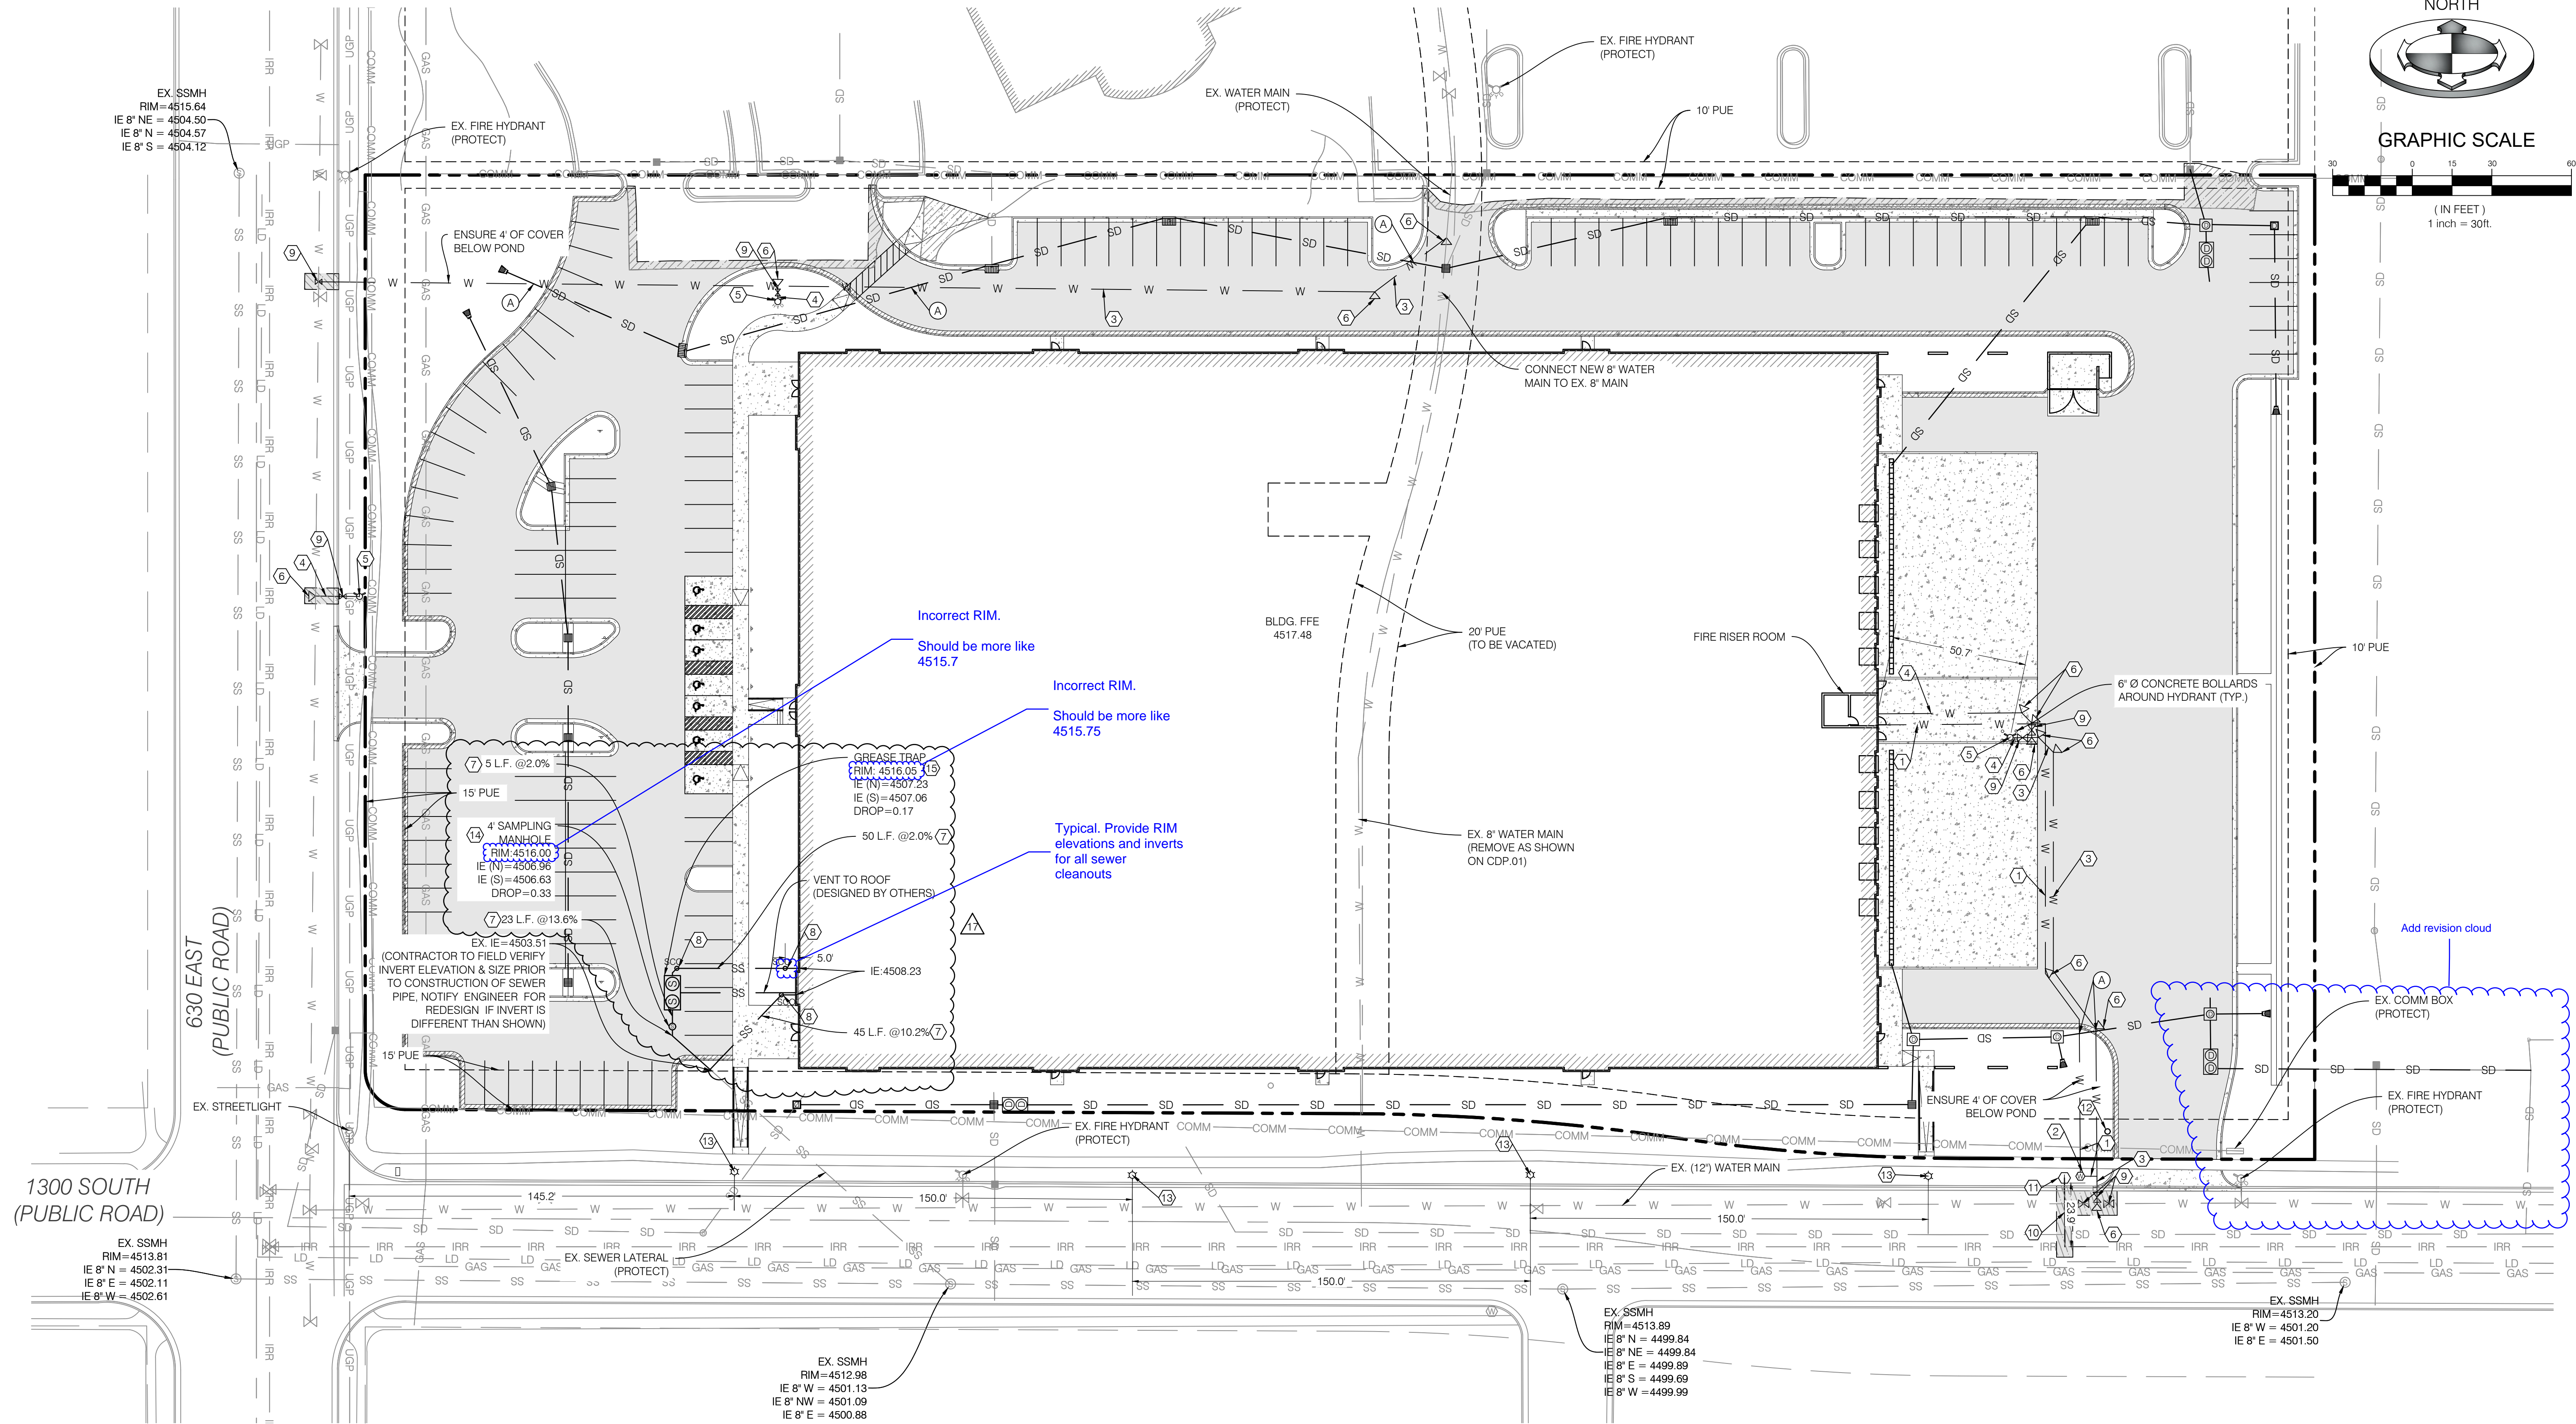 NORTH
GRAPHIC SCALE
30 0 15 30 60
( IN FEET )
1 inch = 30ft.
EX. SSMH
RIM=4515.64
IE 8" NE = 4504.50
IE 8" N = 4504.57
IE 8" S = 4504.12
EX. FIRE HYDRANT
(PROTECT)
EX. WATER MAIN
(PROTECT)
EX. FIRE HYDRANT
(PROTECT)
10' PUE
ENSURE 4' OF COVER
BELOW POND
CONNECT NEW 8" WATER
MAIN TO EX. 8" MAIN
BLDG. FFE
4517.48
20' PUE
(TO BE VACATED)
FIRE RISER ROOM
50.7'
10' PUE
6" Ø CONCRETE BOLLARDS
AROUND HYDRANT (TYP.)
Incorrect RIM.
Should be more like
4515.7
Incorrect RIM.
Should be more like
4515.75
Typical. Provide RIM
elevations and inverts
for all sewer
cleanouts
7 5 L.F. @2.0%
15' PUE
14 4' SAMPLING
MANHOLE
RIM:4516.00
IE (N)=4506.96
IE (S)=4506.63
DROP=0.33
7 23 L.F. @13.6%
EX. IE=4503.51
(CONTRACTOR TO FIELD VERIFY
INVERT ELEVATION & SIZE PRIOR
TO CONSTRUCTION OF SEWER
PIPE, NOTIFY ENGINEER FOR
REDESIGN IF INVERT IS
DIFFERENT THAN SHOWN)
15' PUE
GREASE TRAP
RIM: 4516.05 15
IE (N)=4507.23
IE (S)=4507.06
DROP=0.17
50 L.F. @2.0% 7
VENT TO ROOF
(DESIGNED BY OTHERS)
17
5.0'
IE:4508.23
45 L.F. @10.2% 7
SCO
SCO
EX. 8" WATER MAIN
(REMOVE AS SHOWN
ON CDP.01)
Add revision cloud
EX. COMM BOX
(PROTECT)
EX. FIRE HYDRANT
(PROTECT)
ENSURE 4' OF COVER
BELOW POND
630 EAST
(PUBLIC ROAD)
EX. STREETLIGHT
1300 SOUTH
(PUBLIC ROAD)
EX. FIRE HYDRANT
(PROTECT)
EX. (12") WATER MAIN
145.2'
150.0'
150.0'
150.0'
23.9'
EX. SEWER LATERAL
(PROTECT)
EX. SSMH
RIM=4513.81
IE 8" N = 4502.31
IE 8" E = 4502.11
IE 8" W = 4502.61
EX. SSMH
RIM=4512.98
IE 8" W = 4501.13
IE 8" NW = 4501.09
IE 8" E = 4500.88
EX. SSMH
RIM=4513.89
IE 8" N = 4499.84
IE 8" NE = 4499.84
IE 8" E = 4499.89
IE 8" S = 4499.69
IE 8" W =4499.99
EX. SSMH
RIM=4513.20
IE 8" W = 4501.20
IE 8" E = 4501.50